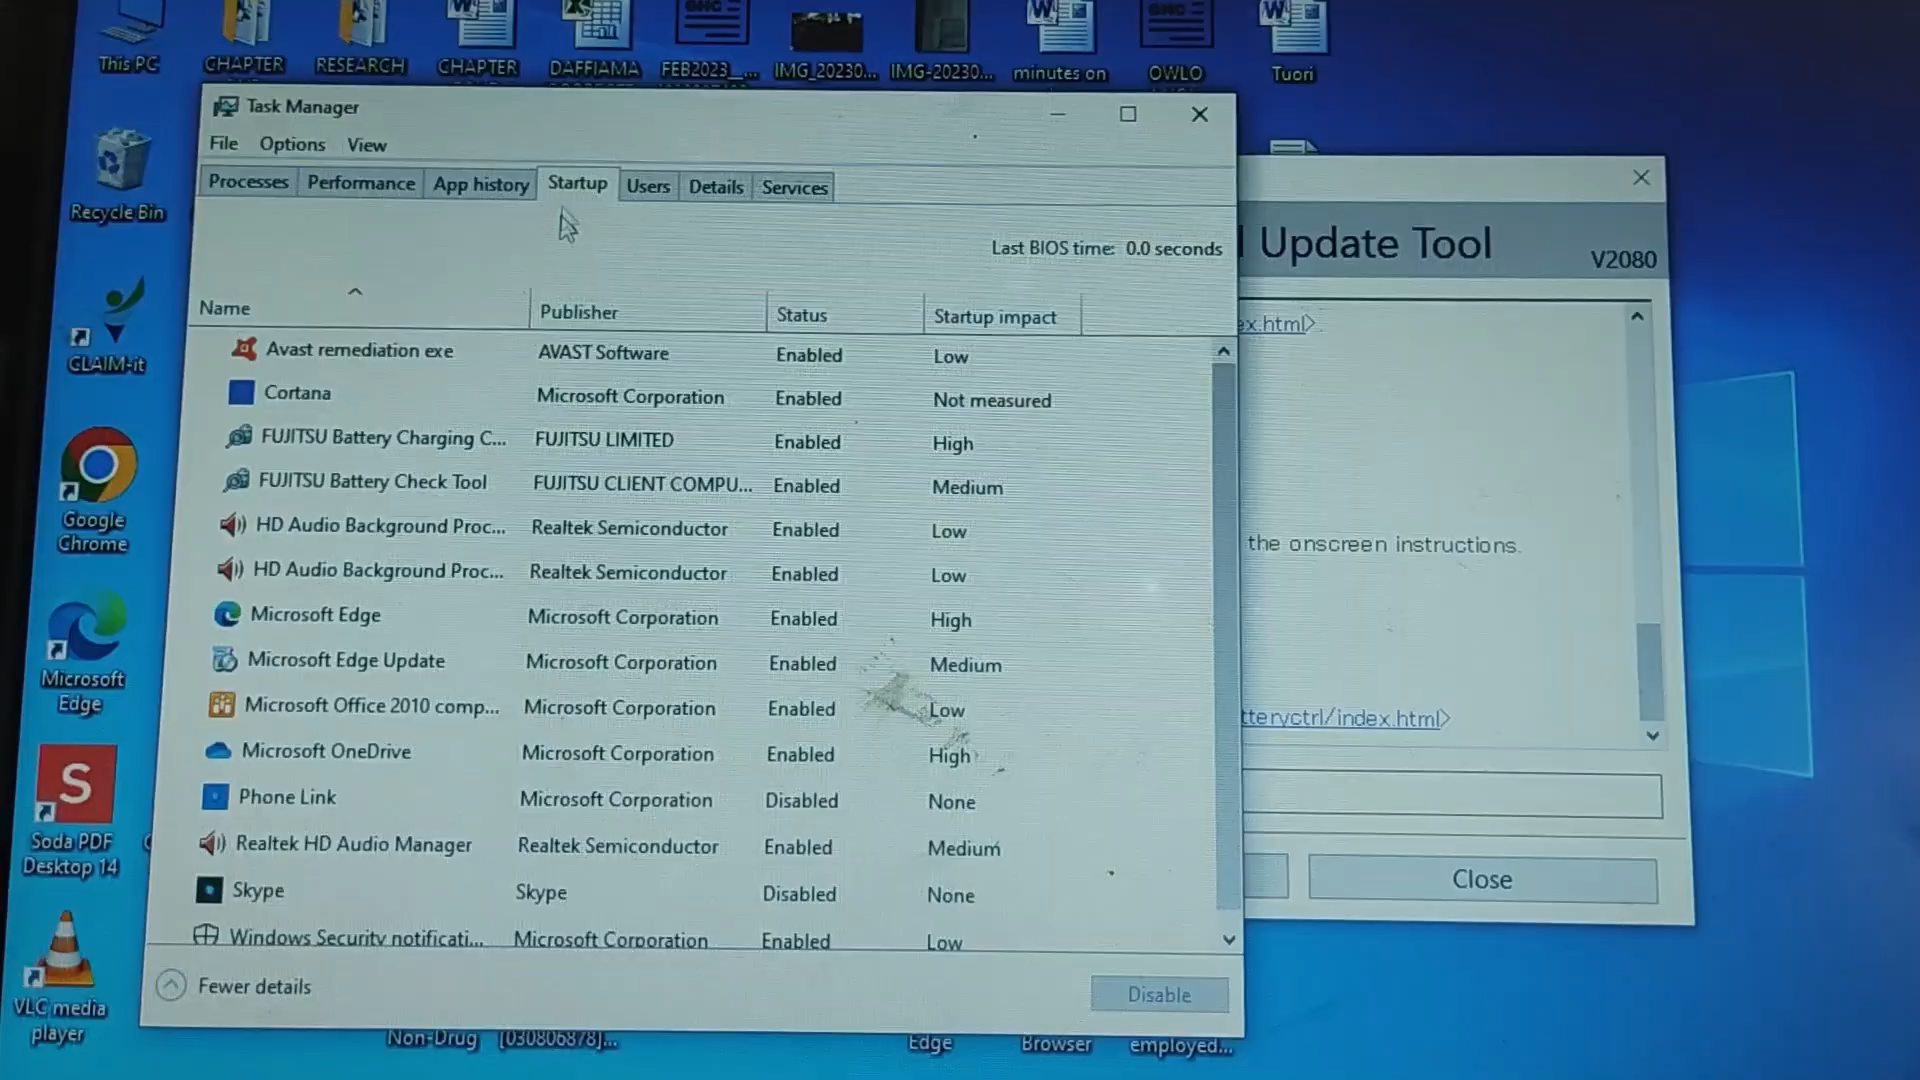 This PC
CHAPTER
RESEARCH
CHAPTER
DAFFIAMA
FEB2023__...
IMG_20230...
IMG-20230...
minutes on
OWLO
Tuori
Recycle Bin
CLAIM-it
Google
Chrome
Microsoft
Edge
Soda PDF
Desktop 14
VLC media
player
Task Manager
File Options View
Processes Performance App history Startup Users Details Services
Last BIOS time: 0.0 seconds
Name Publisher Status Startup impact
Avast remediation exe AVAST Software Enabled Low
Cortana Microsoft Corporation Enabled Not measured
FUJITSU Battery Charging C... FUJITSU LIMITED Enabled High
FUJITSU Battery Check Tool FUJITSU CLIENT COMPU... Enabled Medium
HD Audio Background Proc... Realtek Semiconductor Enabled Low
HD Audio Background Proc... Realtek Semiconductor Enabled Low
Microsoft Edge Microsoft Corporation Enabled High
Microsoft Edge Update Microsoft Corporation Enabled Medium
Microsoft Office 2010 comp... Microsoft Corporation Enabled Low
Microsoft OneDrive Microsoft Corporation Enabled High
Phone Link Microsoft Corporation Disabled None
Realtek HD Audio Manager Realtek Semiconductor Enabled Medium
Skype Skype Disabled None
Windows Security notificati... Microsoft Corporation Enabled Low
Fewer details
Disable
Update Tool
V2080
ex.html>
the onscreen instructions.
tteryctrl/index.html>
Close
Non-Drug
[030806878]...
Edge
Browser
employed...